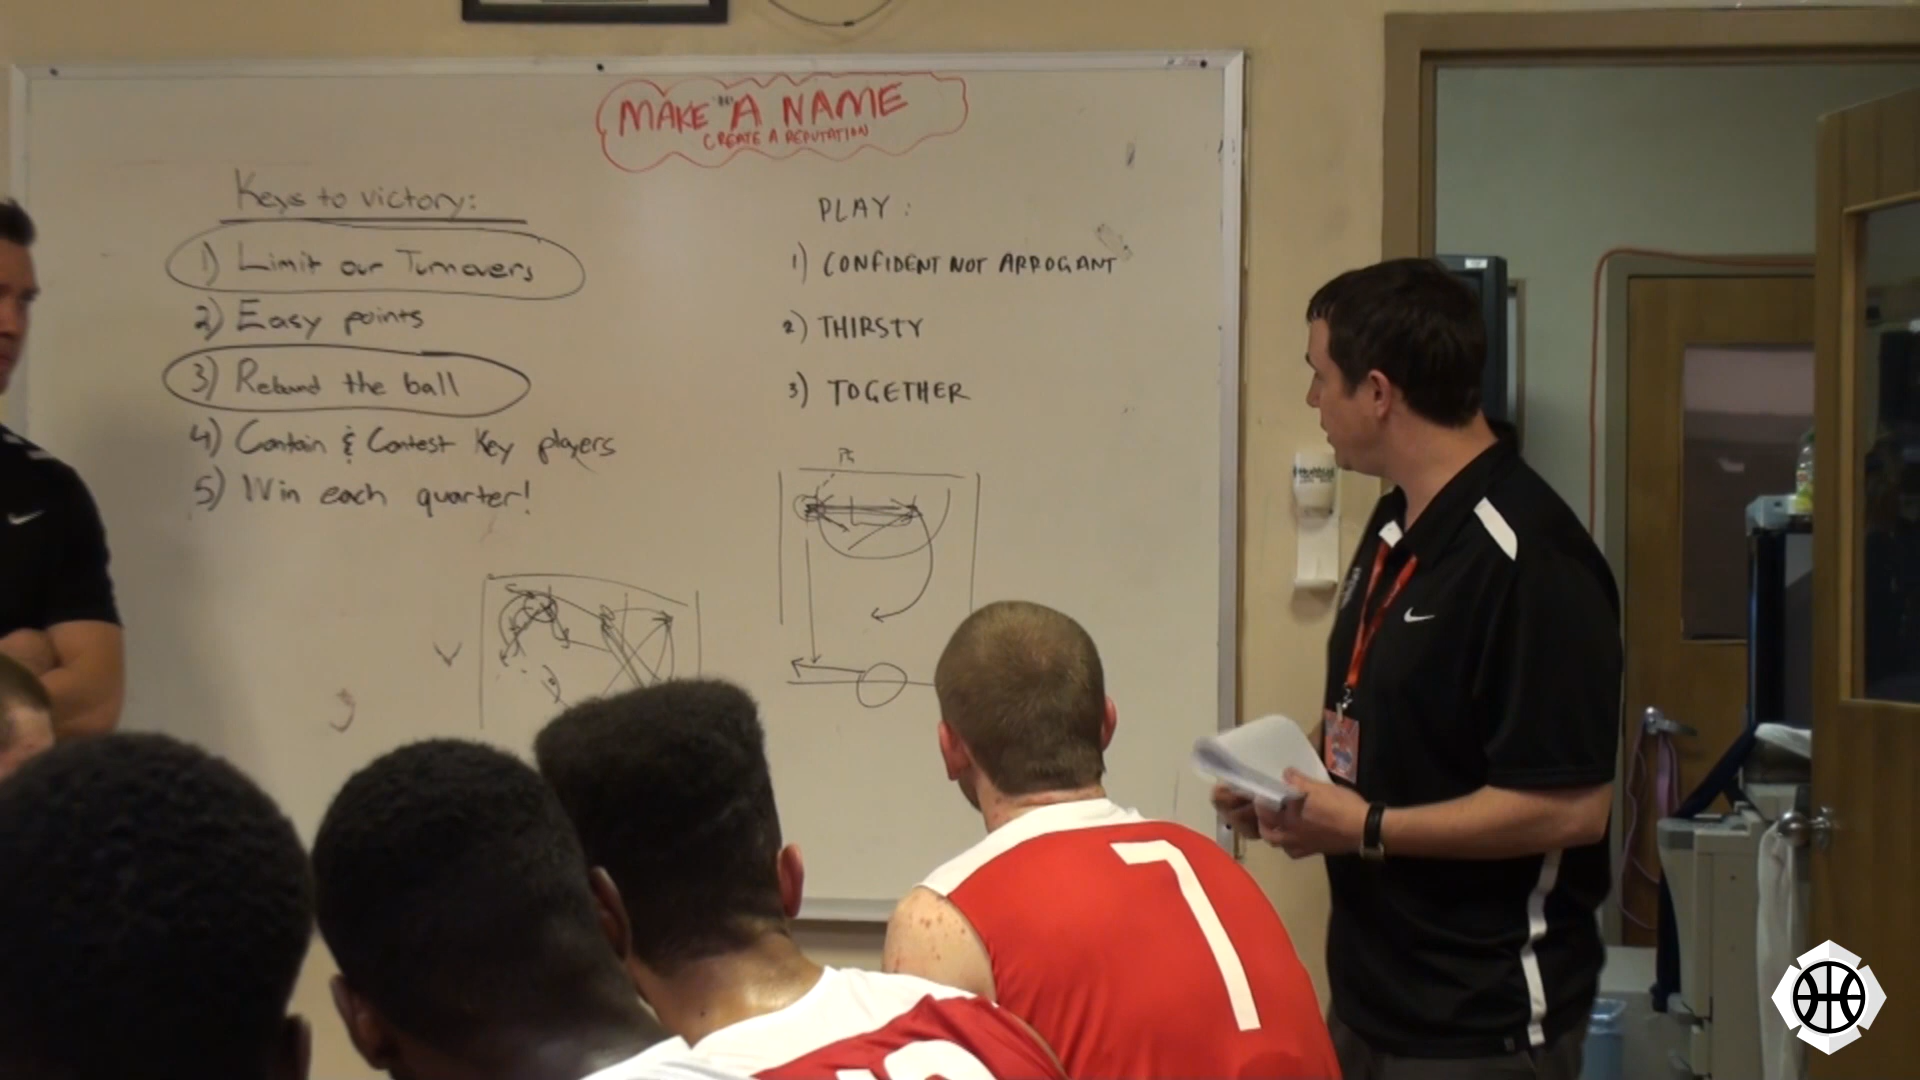 MAKE "A NAME
CREATE A REPUTATION
Keys to victory:
1) Limit our Turnovers
2) Easy points
3) Rebound the ball
4) Contain & Contest Key players
5) Win each quarter!
PLAY:
1) CONFIDENT NOT ARROGANT
2) THIRSTY
3) TOGETHER
7